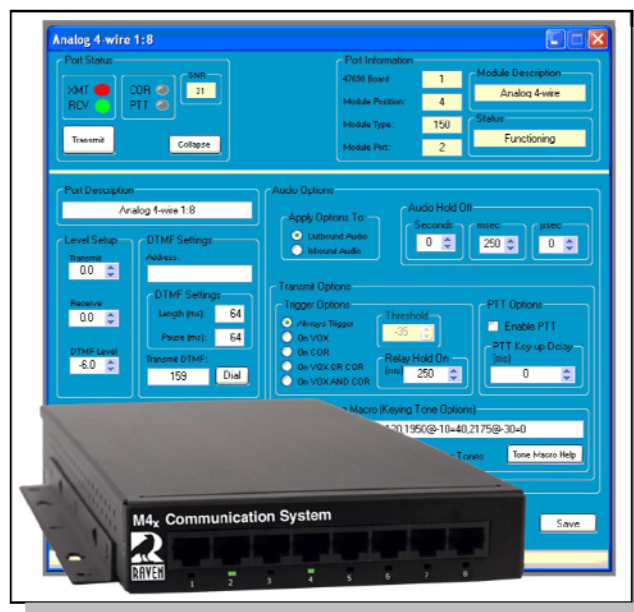 Analog 4-wire 1:8
Port Status
XMT
RCV
COR
PTT
SNR
31
Transmit
Collapse
Port Information
47698 Board
1
Module Position:
4
Module Type:
150
Module Port:
2
Module Description
Analog 4-wire
Status
Functioning
Port Description
Analog 4-wire 1:8
Level Setup
Transmit
0.0
Receive
0.0
DTMF Level
-6.0
DTMF Settings
Address:
DTMF Settings
Length (ms):
64
Pause (ms):
64
Transmit DTMF:
159
Dial
Audio Options
Apply Options To:
Outbound Audio
Inbound Audio
Audio Hold Off
Seconds
0
msec
250
µsec
0
Transmit Options
Trigger Options
Always Trigger
On VOX
On COR
On VOX OR COR
On VOX AND COR
Threshold
-35
Relay Hold On
(ms)
250
PTT Options
Enable PTT
PTT Key-up Delay
(ms)
0
Macro (Keying Tone Options)
1950@-10=40,2175@-30=0
Tones
Tone Macro Help
Save
M4x Communication System
RAVEN
1 2 3 4 5 6 7 8